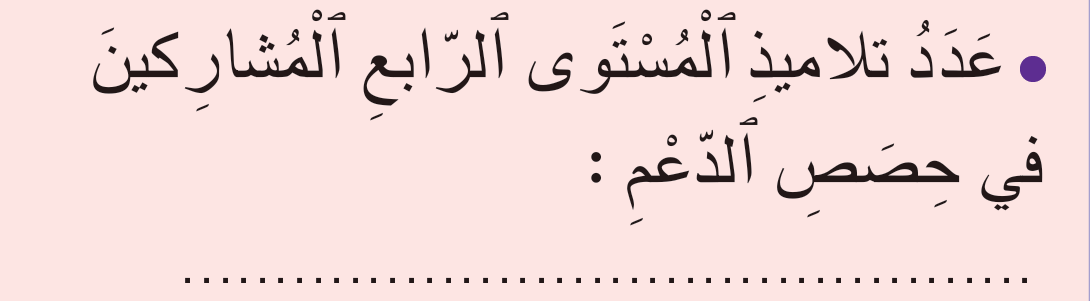 • عَدَدُ تلاميذِ ٱلْمُسْتَوى ٱلرّابعِ ٱلْمُشارِكينَ
في حِصَصِ ٱلدّعْمِ :
...............................................